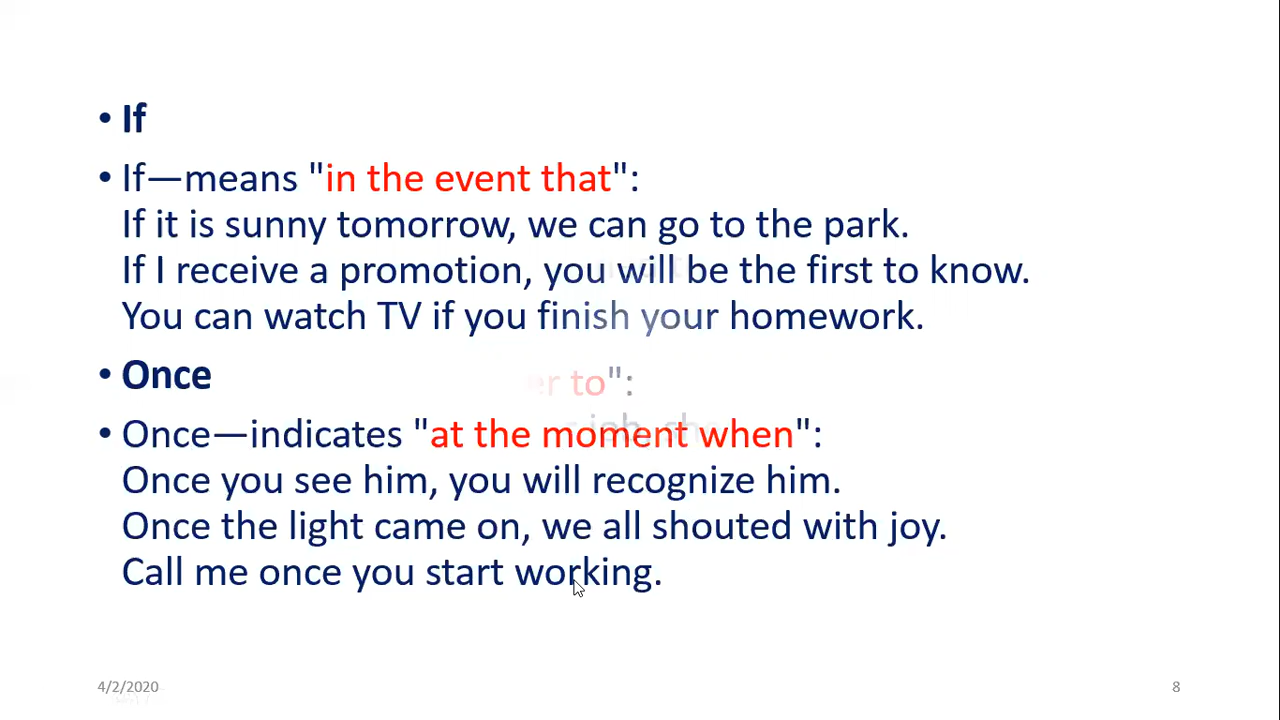 • If
• If—means "in the event that":
If it is sunny tomorrow, we can go to the park.
If I receive a promotion, you will be the first to know.
You can watch TV if you finish your homework.
• Once
er to":
• Once—indicates "at the moment when":
Once you see him, you will recognize him.
Once the light came on, we all shouted with joy.
Call me once you start working.
4/2/2020
8